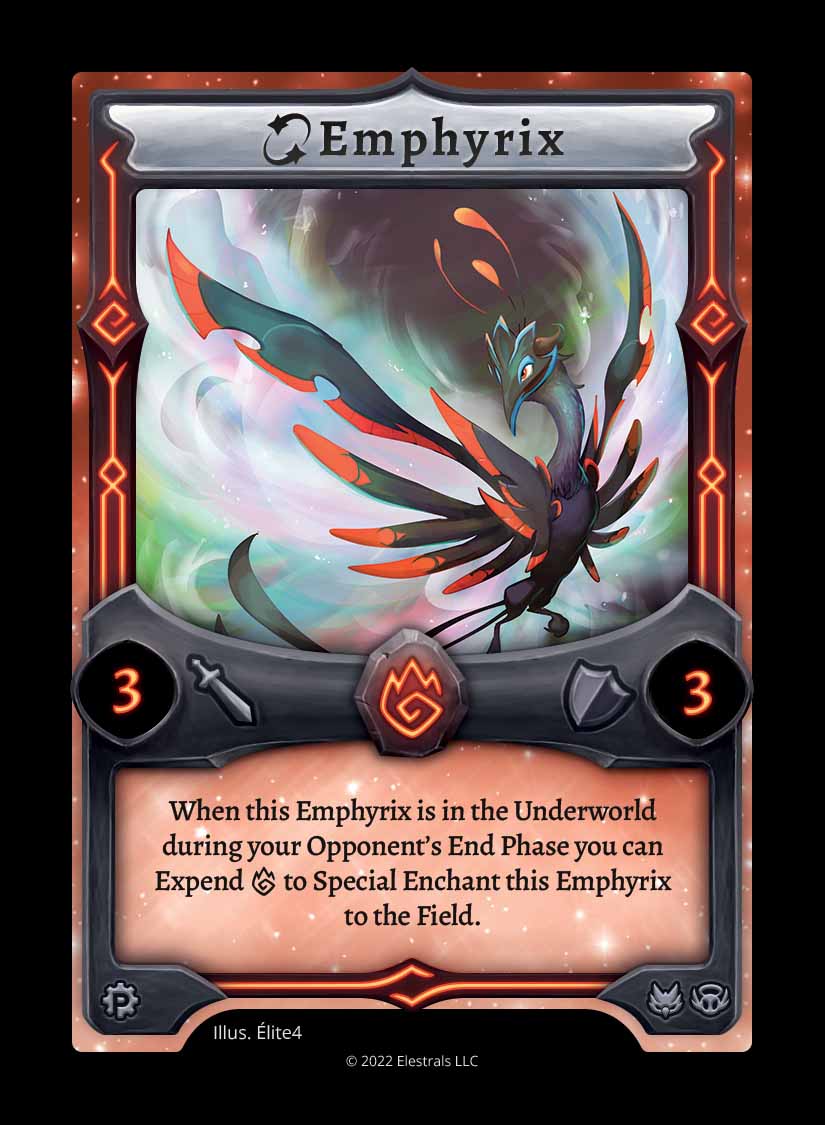 Emphyrix
3
3
When this Emphyrix is in the Underworld
during your Opponent’s End Phase you can
Expend to Special Enchant this Emphyrix
to the Field.
P
Illus. Élite4
© 2022 Elestrals LLC